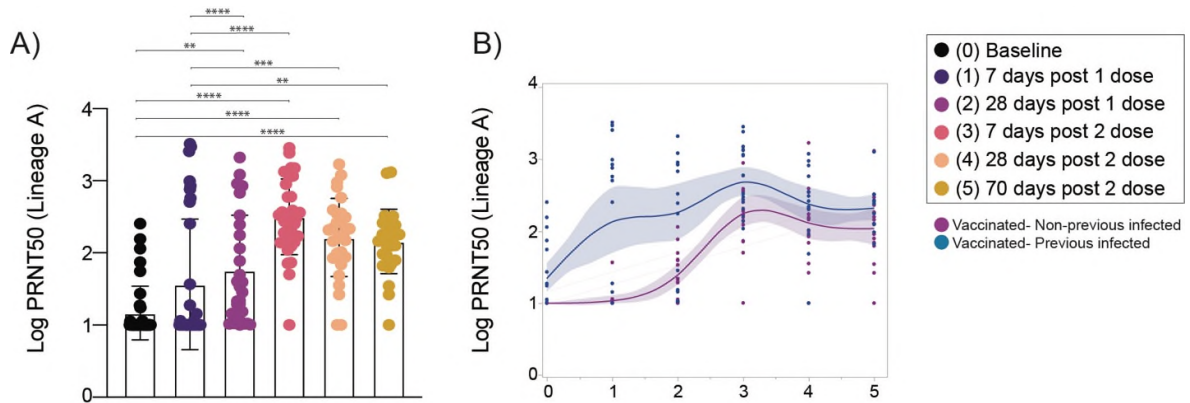 A)
****
****
**
***
**
****
****
****
Log PRNT50 (Lineage A)
4
3
2
1
0
B)
Log PRNT50 (Lineage A)
4
3
2
1
0
0 1 2 3 4 5
(0) Baseline
(1) 7 days post 1 dose
(2) 28 days post 1 dose
(3) 7 days post 2 dose
(4) 28 days post 2 dose
(5) 70 days post 2 dose
Vaccinated- Non-previous infected
Vaccinated- Previous infected